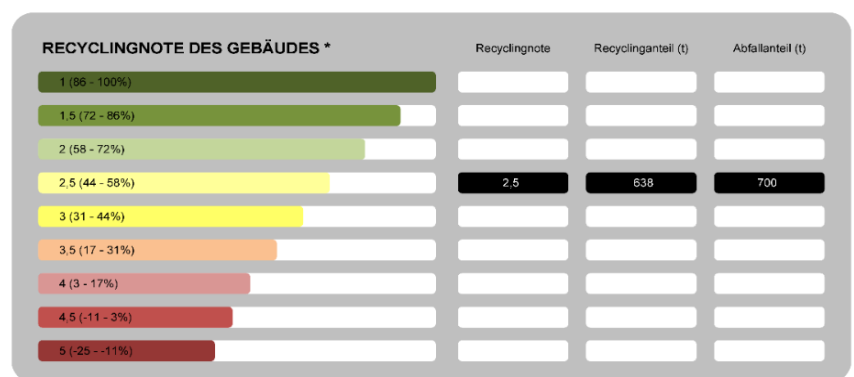 RECYCLINGNOTE DES GEBÄUDES * Recyclingnote Recyclinganteil (t) Abfallanteil (t)
1 (86 - 100%)
1,5 (72 - 86%)
2 (58 - 72%)
2,5 (44 - 58%) 2,5 638 700
3 (31 - 44%)
3,5 (17 - 31%)
4 (3 - 17%)
4,5 (-11 - 3%)
5 (-25 - -11%)